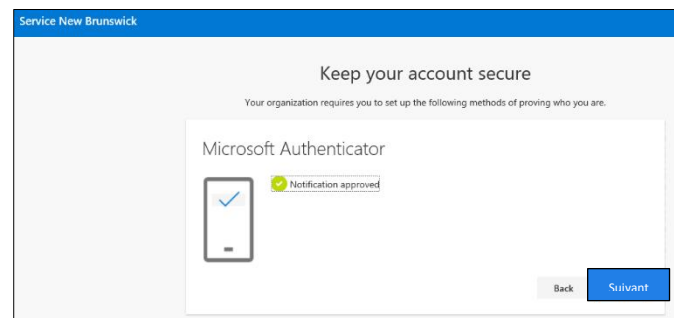 Service New Brunswick
Keep your account secure
Your organization requires you to set up the following methods of proving who you are.
Microsoft Authenticator
Notification approved
Back Suivant